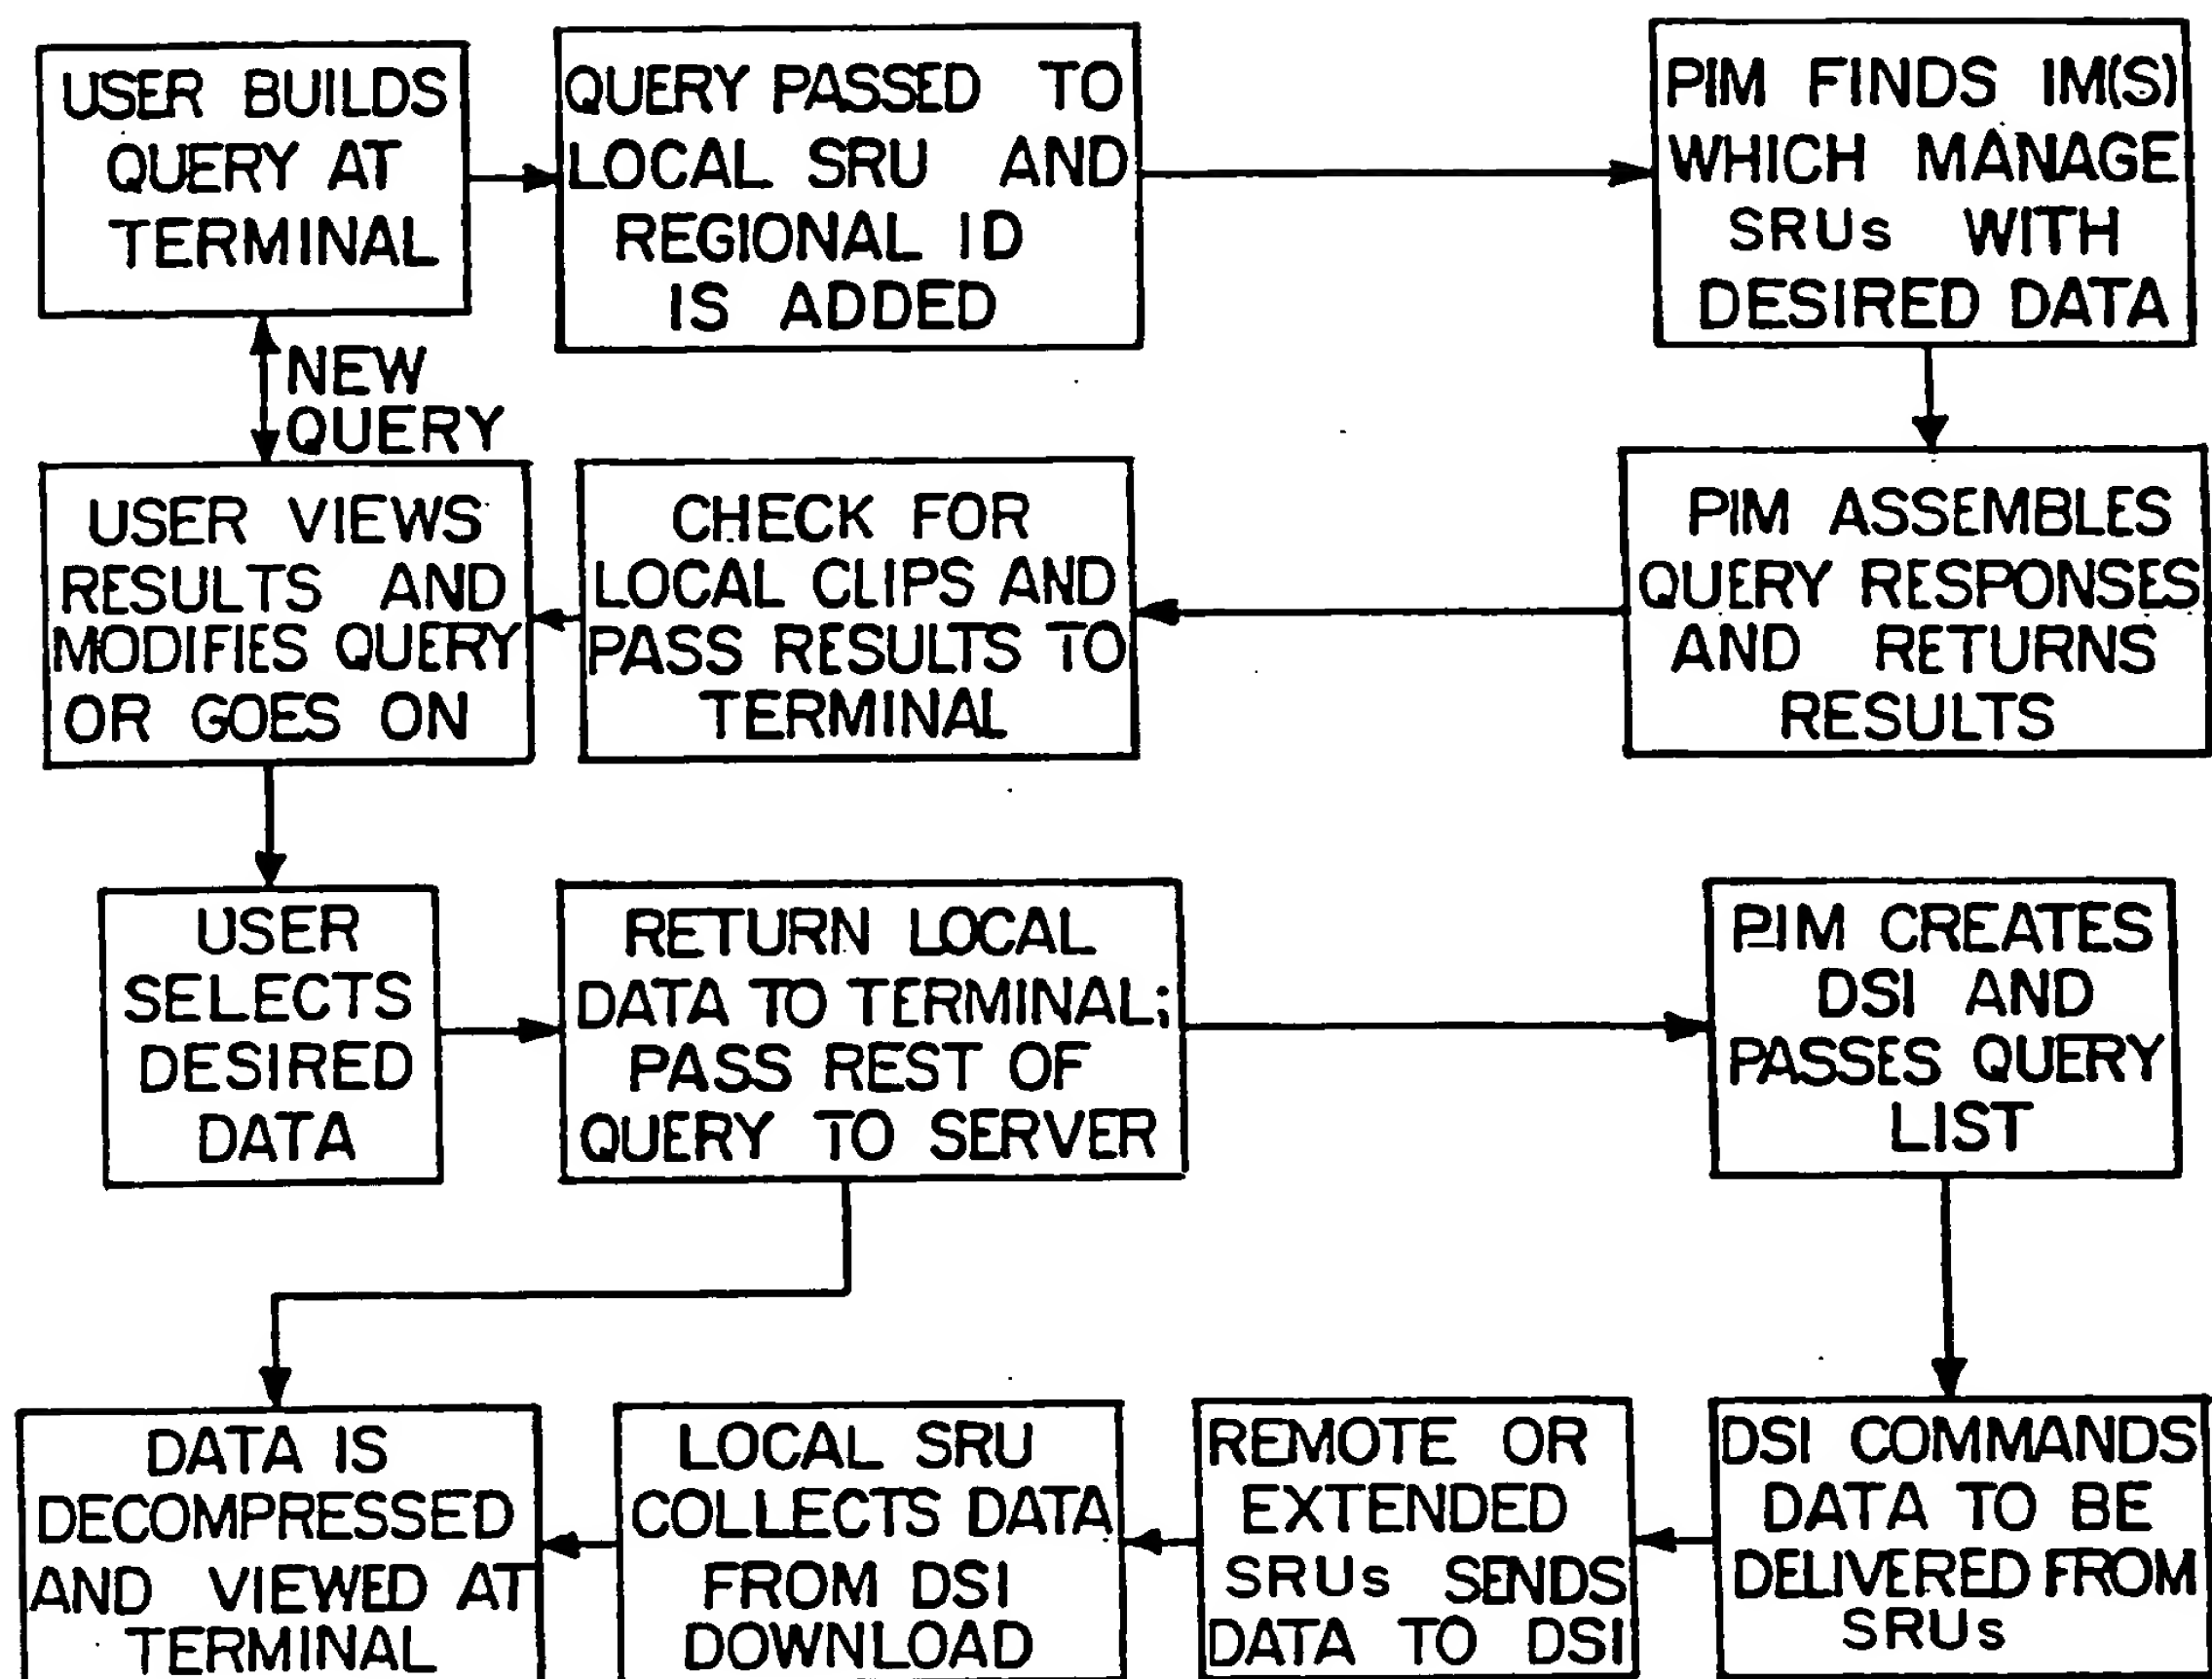 USER BUILDS
QUERY AT
TERMINAL
QUERY PASSED TO
LOCAL SRU AND
REGIONAL ID
IS ADDED
PIM FINDS IM(S)
WHICH MANAGE
SRUs WITH
DESIRED DATA
NEW
QUERY
USER VIEWS
RESULTS AND
MODIFIES QUERY
OR GOES ON
CHECK FOR
LOCAL CLIPS AND
PASS RESULTS TO
TERMINAL
PIM ASSEMBLES
QUERY RESPONSES
AND RETURNS
RESULTS
USER
SELECTS
DESIRED
DATA
RETURN LOCAL
DATA TO TERMINAL;
PASS REST OF
QUERY TO SERVER
PIM CREATES
DSI AND
PASSES QUERY
LIST
DATA IS
DECOMPRESSED
AND VIEWED AT
TERMINAL
LOCAL SRU
COLLECTS DATA
FROM DSI
DOWNLOAD
REMOTE OR
EXTENDED
SRUs SENDS
DATA TO DSI
DSI COMMANDS
DATA TO BE
DELIVERED FROM
SRUs